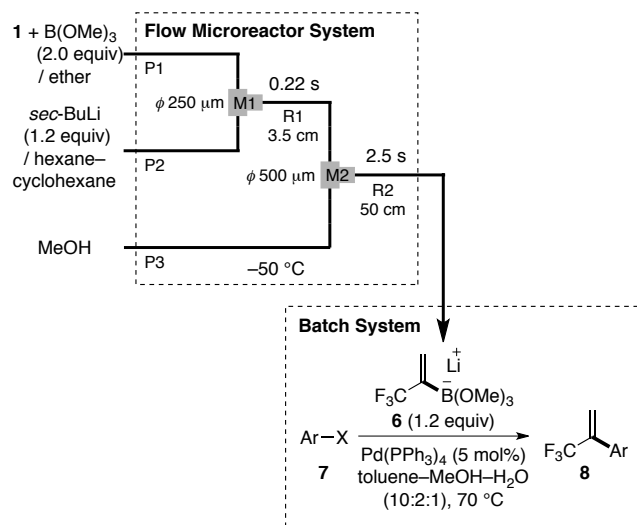 Flow Microreactor System
1 + B(OMe)3
(2.0 equiv)
/ ether
P1
sec-BuLi
(1.2 equiv)
/ hexane–
cyclohexane
P2
ϕ 250 μm
M1
0.22 s
R1
3.5 cm
ϕ 500 μm
M2
2.5 s
R2
50 cm
MeOH
P3
–50 °C
Batch System
Li
+
F3C
–
B(OMe)3
6 (1.2 equiv)
Ar–X
7
Pd(PPh3)4 (5 mol%)
toluene–MeOH–H2O
(10:2:1), 70 °C
F3C
Ar
8